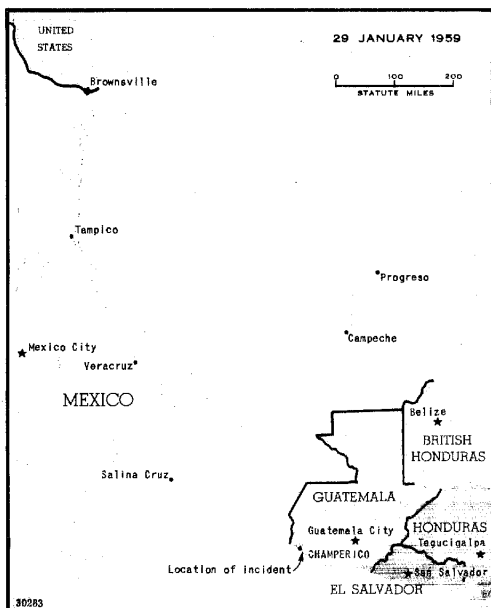 UNITED
STATES
29 JANUARY 1959
0 100 200
STATUTE MILES
Brownsville
Tampico
Progreso
Campeche
Mexico City
Veracruz
MEXICO
Belize
BRITISH
HONDURAS
Salina Cruz
GUATEMALA
HONDURAS
Guatemala City
Tegucigalpa
CHAMPERICO
Location of incident
San Salvador
EL SALVADOR
30263